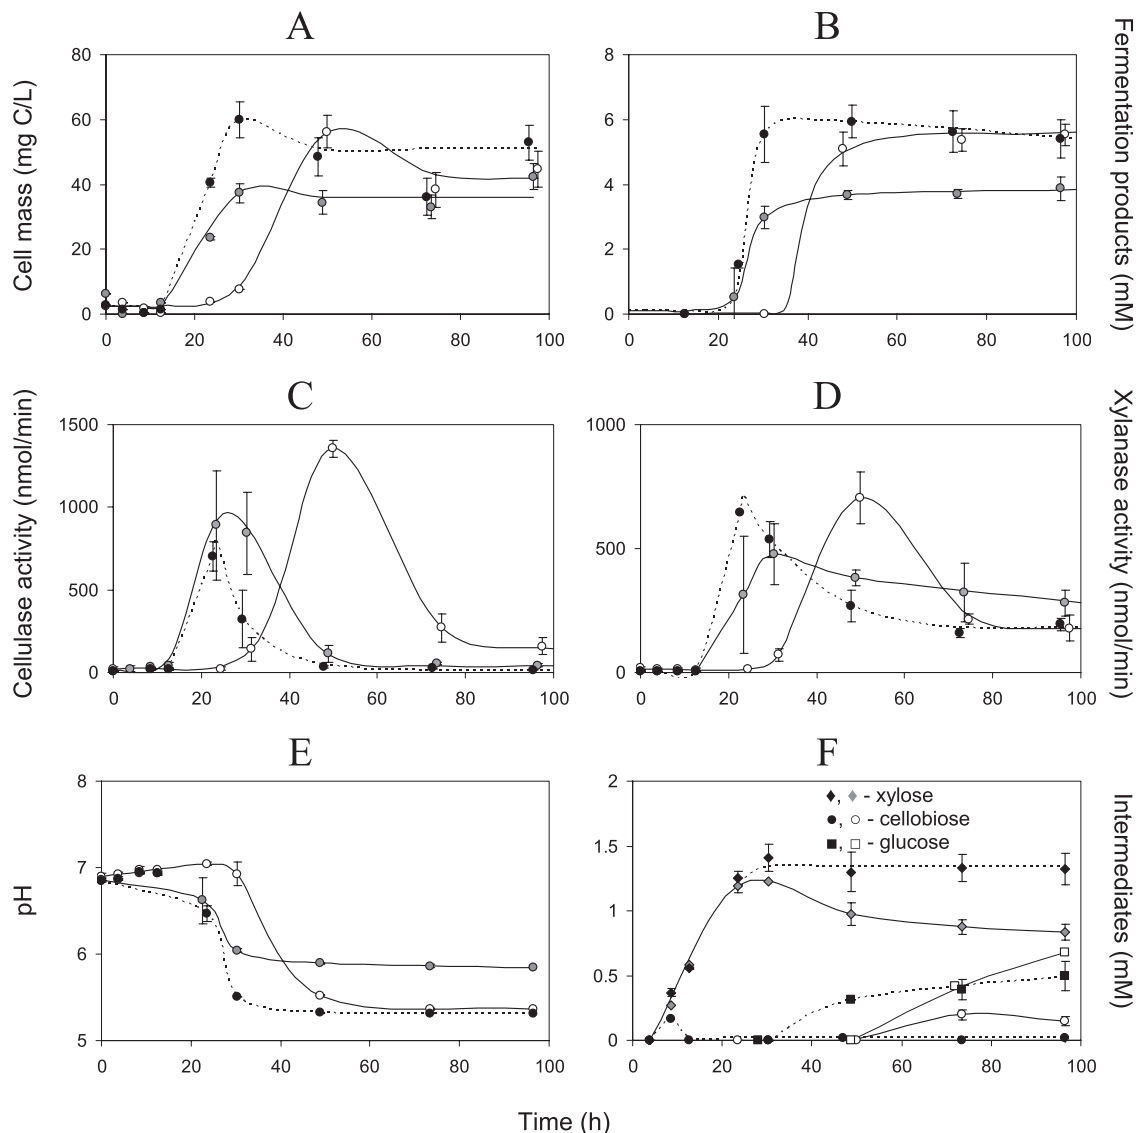 A
B
80
60
40
20
0
0 20 40 60 80 100
Cell mass (mg C/L)
8
6
4
2
0
0 20 40 60 80 100
Fermentation products (mM)
C
D
1500
1000
500
0
0 20 40 60 80 100
Cellulase activity (nmol/min)
1000
500
0
0 20 40 60 80 100
Xylanase activity (nmol/min)
E
F
8
7
6
5
0 20 40 60 80 100
pH
2
1.5
1
0.5
0
0 20 40 60 80 100
, - xylose
, - cellobiose
, - glucose
Intermediates (mM)
Time (h)